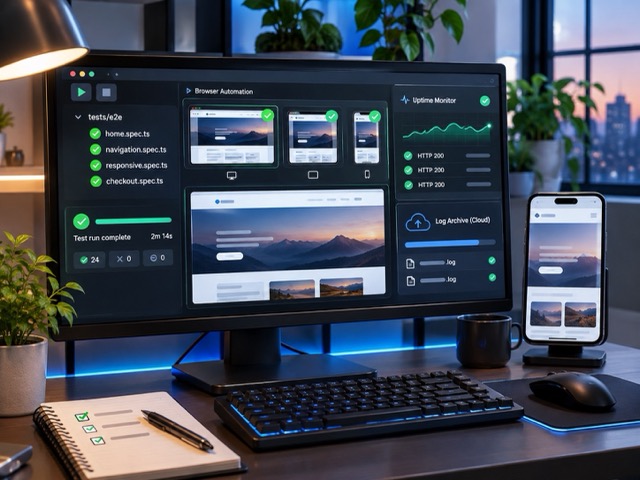 Browser Automation
tests/e2e
home.spec.ts
navigation.spec.ts
responsive.spec.ts
checkout.spec.ts
Test run complete
2m 14s
24
0
0
Uptime Monitor
HTTP 200
HTTP 200
HTTP 200
Log Archive (Cloud)
.log
.log